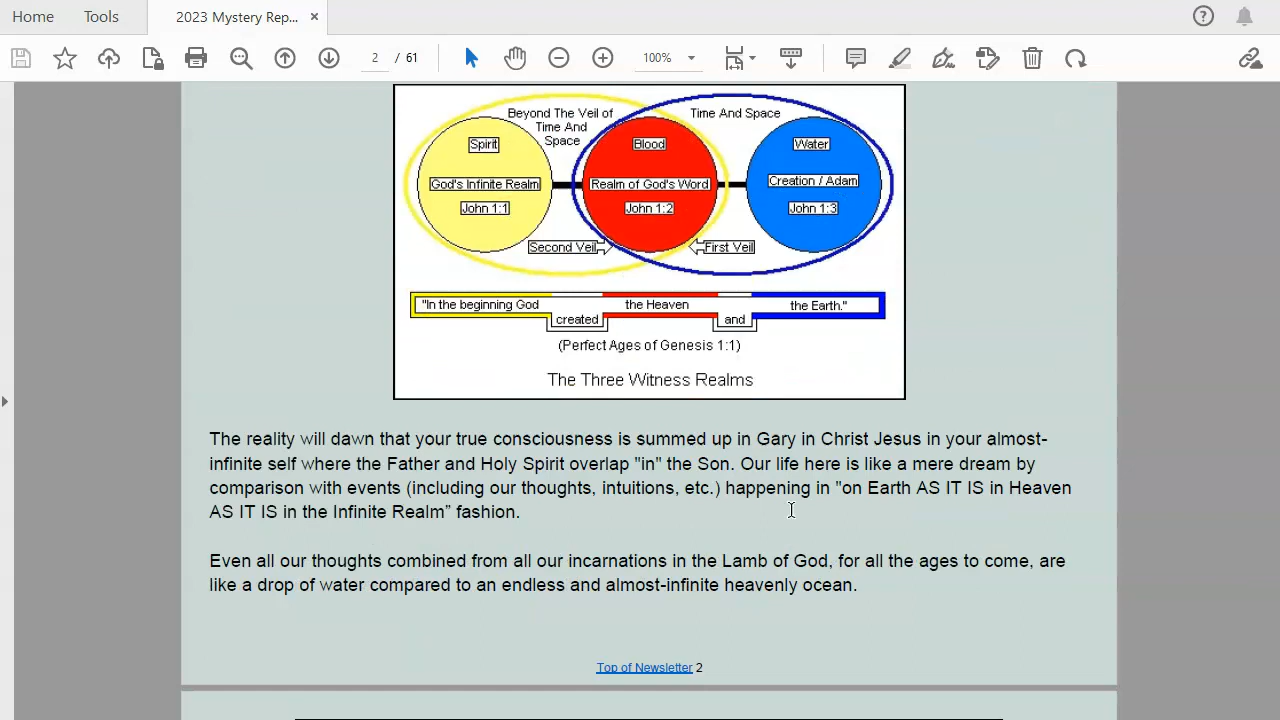 Home
Tools
2023 Mystery Rep... ×
2 / 61
100%
Beyond The Veil of
Time And
Space
Time And Space
Spirit
Blood
Water
God's Infinite Realm
Realm of God's Word
Creation / Adam
John 1:1
John 1:2
John 1:3
Second Veil
First Veil
"In the beginning God
created
the Heaven
and
the Earth."
(Perfect Ages of Genesis 1:1)
The Three Witness Realms
The reality will dawn that your true consciousness is summed up in Gary in Christ Jesus in your almost-
infinite self where the Father and Holy Spirit overlap "in" the Son. Our life here is like a mere dream by
comparison with events (including our thoughts, intuitions, etc.) happening in "on Earth AS IT IS in Heaven
AS IT IS in the Infinite Realm” fashion.
Even all our thoughts combined from all our incarnations in the Lamb of God, for all the ages to come, are
like a drop of water compared to an endless and almost-infinite heavenly ocean.
Top of Newsletter 2